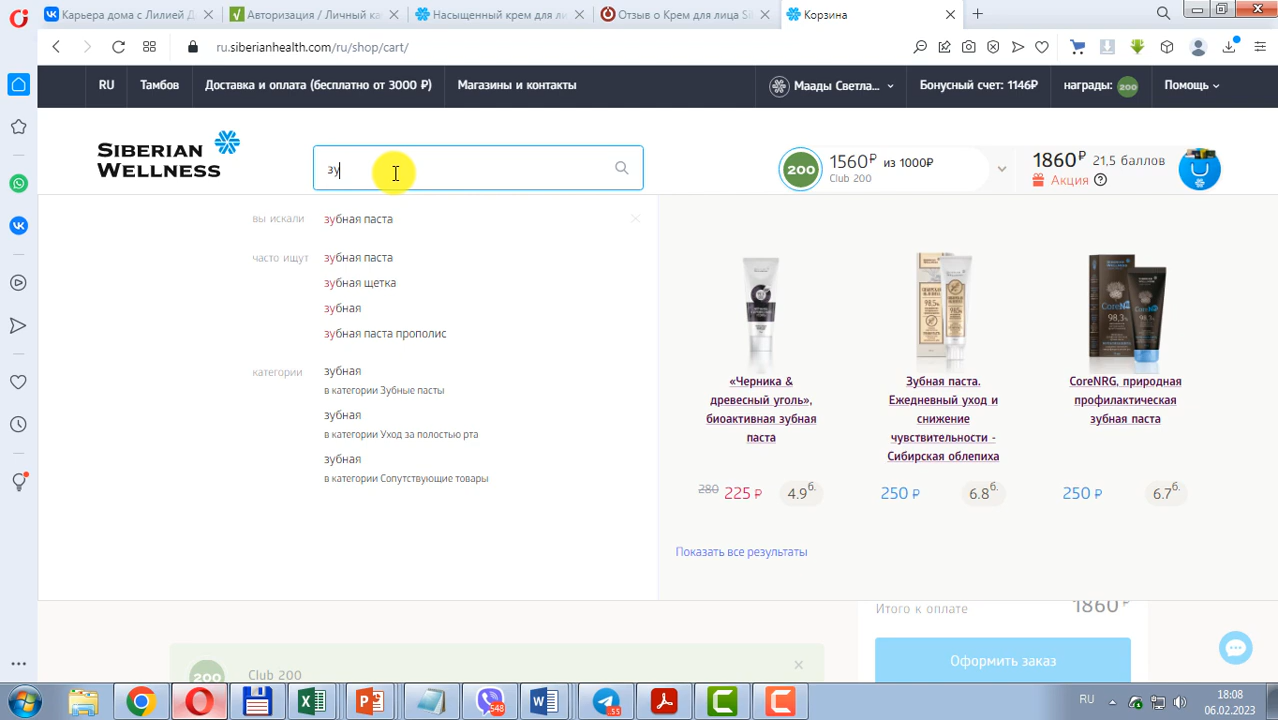 Карьера дома с Лилией Д
Авторизация / Личный ка
Насыщенный крем для ли
Отзыв о Крем для лица Si
Корзина
ru.siberianhealth.com/ru/shop/cart/
RU
Тамбов
Доставка и оплата (бесплатно от 3000 ₽)
Магазины и контакты
Маады Светла...
Бонусный счет: 1146₽
награды: 200
Помощь
SIBERIAN
WELLNESS
зу
200
1560₽ из 1000₽
Club 200
1860₽ 21,5 баллов
Акция ?
вы искали
зубная паста
часто ищут
зубная паста
зубная щетка
зубная
зубная паста прополис
категории
зубная
в категории Зубные пасты
зубная
в категории Уход за полостью рта
зубная
в категории Сопутствующие товары
«Черника &
древесный уголь»,
биоактивная зубная
паста
280 225 ₽ 4.9б.
Зубная паста.
Ежедневный уход и
снижение
чувствительности -
Сибирская облепиха
250 ₽ 6.8б.
CoreNRG, природная
профилактическая
зубная паста
250 ₽ 6.7б.
Показать все результаты
Итого к оплате
1860 ₽
Оформить заказ
200
Club 200
548
55
RU
18:08
06.02.2023